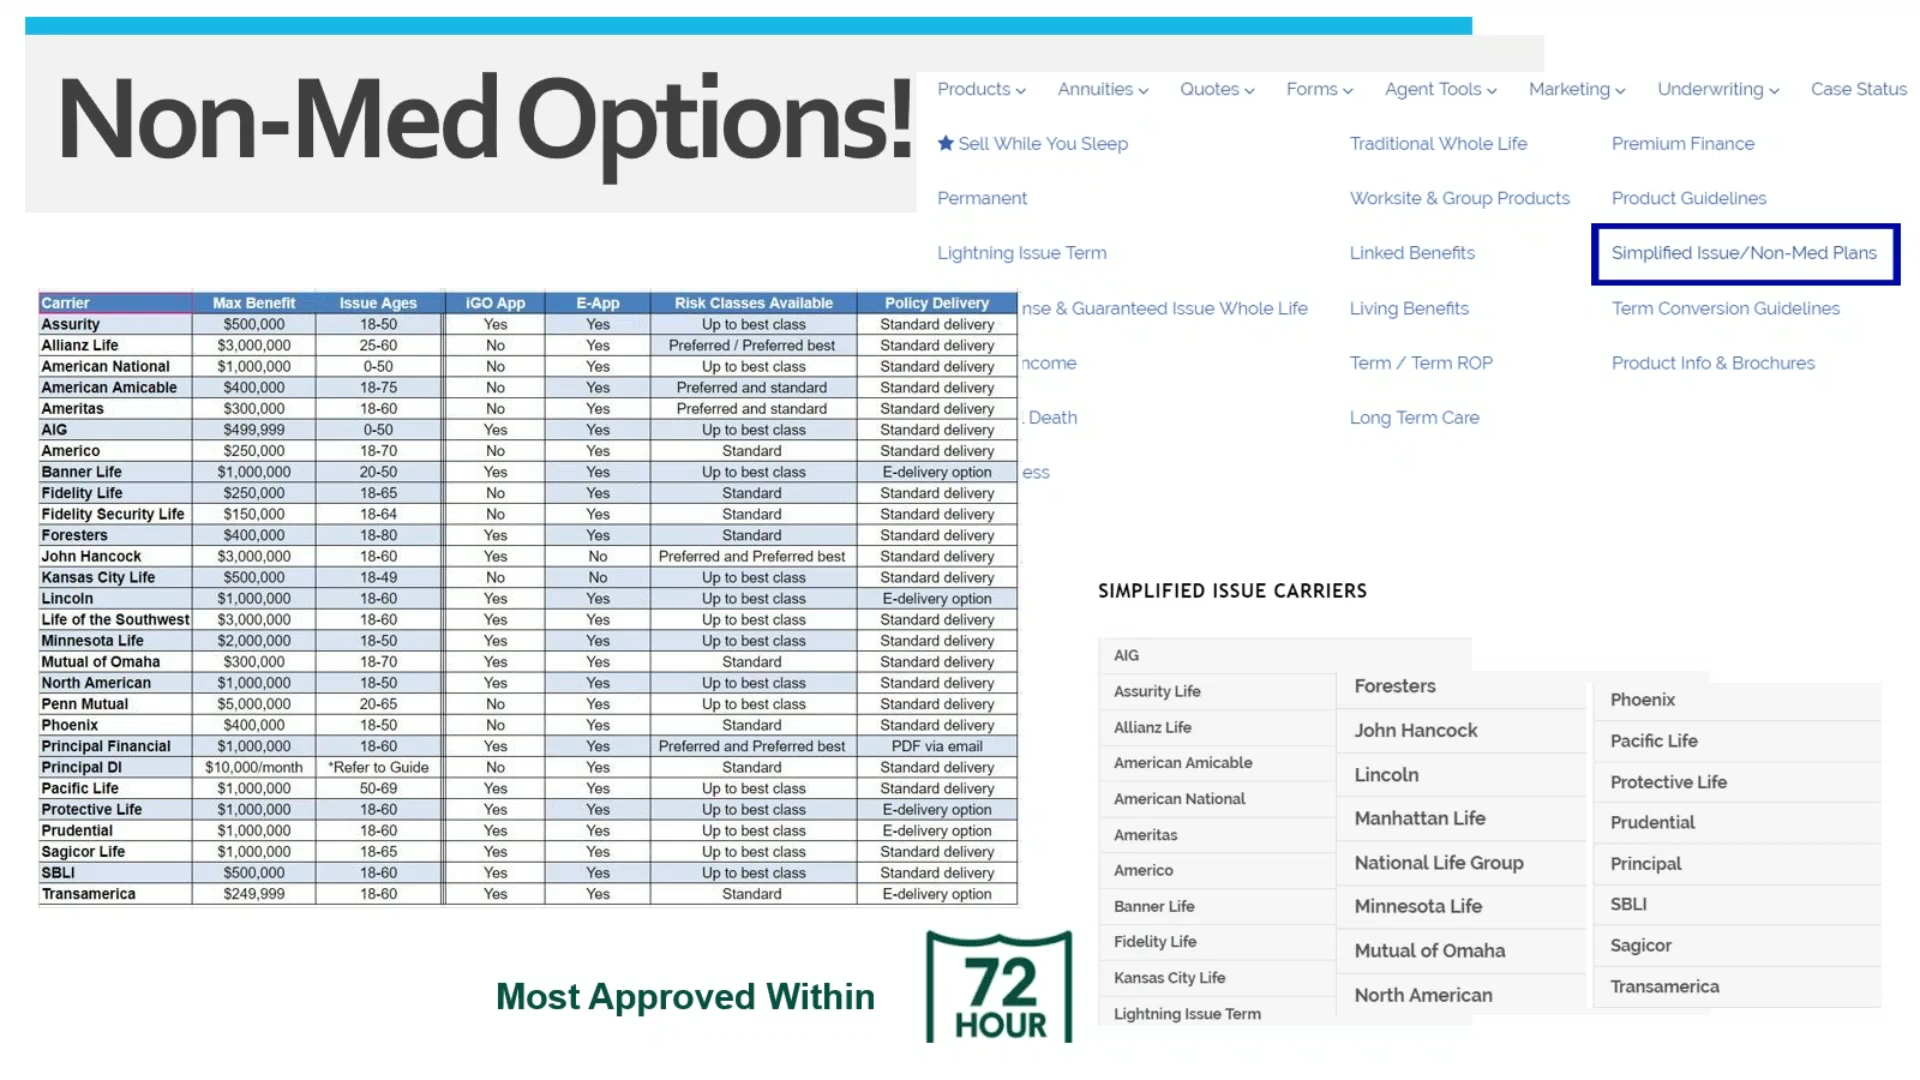 Non-Med Options!
Products Annuities Quotes Forms Agent Tools Marketing Underwriting Case Status
Sell While You Sleep Traditional Whole Life Premium Finance
Permanent Worksite & Group Products Product Guidelines
Lightning Issue Term Linked Benefits Simplified Issue/Non-Med Plans
nse & Guaranteed Issue Whole Life Living Benefits Term Conversion Guidelines
ncome Term / Term ROP Product Info & Brochures
Death Long Term Care
ess
Carrier Max Benefit Issue Ages iGO App E-App Risk Classes Available Policy Delivery
Assurity $500,000 18-50 Yes Yes Up to best class Standard delivery
Allianz Life $3,000,000 25-60 No Yes Preferred / Preferred best Standard delivery
American National $1,000,000 0-50 No Yes Up to best class Standard delivery
American Amicable $400,000 18-75 No Yes Preferred and standard Standard delivery
Ameritas $300,000 18-60 No Yes Preferred and standard Standard delivery
AIG $499,999 0-50 Yes Yes Up to best class Standard delivery
Americo $250,000 18-70 No Yes Standard Standard delivery
Banner Life $1,000,000 20-50 Yes Yes Up to best class E-delivery option
Fidelity Life $250,000 18-65 No Yes Standard Standard delivery
Fidelity Security Life $150,000 18-64 No Yes Standard Standard delivery
Foresters $400,000 18-80 Yes Yes Standard Standard delivery
John Hancock $3,000,000 18-60 Yes No Preferred and Preferred best Standard delivery
Kansas City Life $500,000 18-49 No No Up to best class Standard delivery
Lincoln $1,000,000 18-60 Yes Yes Up to best class E-delivery option
Life of the Southwest $3,000,000 18-60 Yes Yes Up to best class Standard delivery
Minnesota Life $2,000,000 18-50 Yes Yes Up to best class Standard delivery
Mutual of Omaha $300,000 18-70 Yes Yes Standard Standard delivery
North American $1,000,000 18-50 Yes Yes Up to best class Standard delivery
Penn Mutual $5,000,000 20-65 No Yes Up to best class Standard delivery
Phoenix $400,000 18-50 No Yes Standard Standard delivery
Principal Financial $1,000,000 18-60 Yes Yes Preferred and Preferred best PDF via email
Principal DI $10,000/month *Refer to Guide No Yes Standard Standard delivery
Pacific Life $1,000,000 50-69 Yes Yes Up to best class Standard delivery
Protective Life $1,000,000 18-60 Yes Yes Up to best class E-delivery option
Prudential $1,000,000 18-60 Yes Yes Up to best class E-delivery option
Sagicor Life $1,000,000 18-65 Yes Yes Up to best class Standard delivery
SBLI $500,000 18-60 Yes Yes Up to best class Standard delivery
Transamerica $249,999 18-60 Yes Yes Standard E-delivery option
Most Approved Within
72
HOUR
SIMPLIFIED ISSUE CARRIERS
AIG
Assurity Life
Allianz Life
American Amicable
American National
Ameritas
Americo
Banner Life
Fidelity Life
Kansas City Life
Lightning Issue Term
Foresters
John Hancock
Lincoln
Manhattan Life
National Life Group
Minnesota Life
Mutual of Omaha
North American
Phoenix
Pacific Life
Protective Life
Prudential
Principal
SBLI
Sagicor
Transamerica